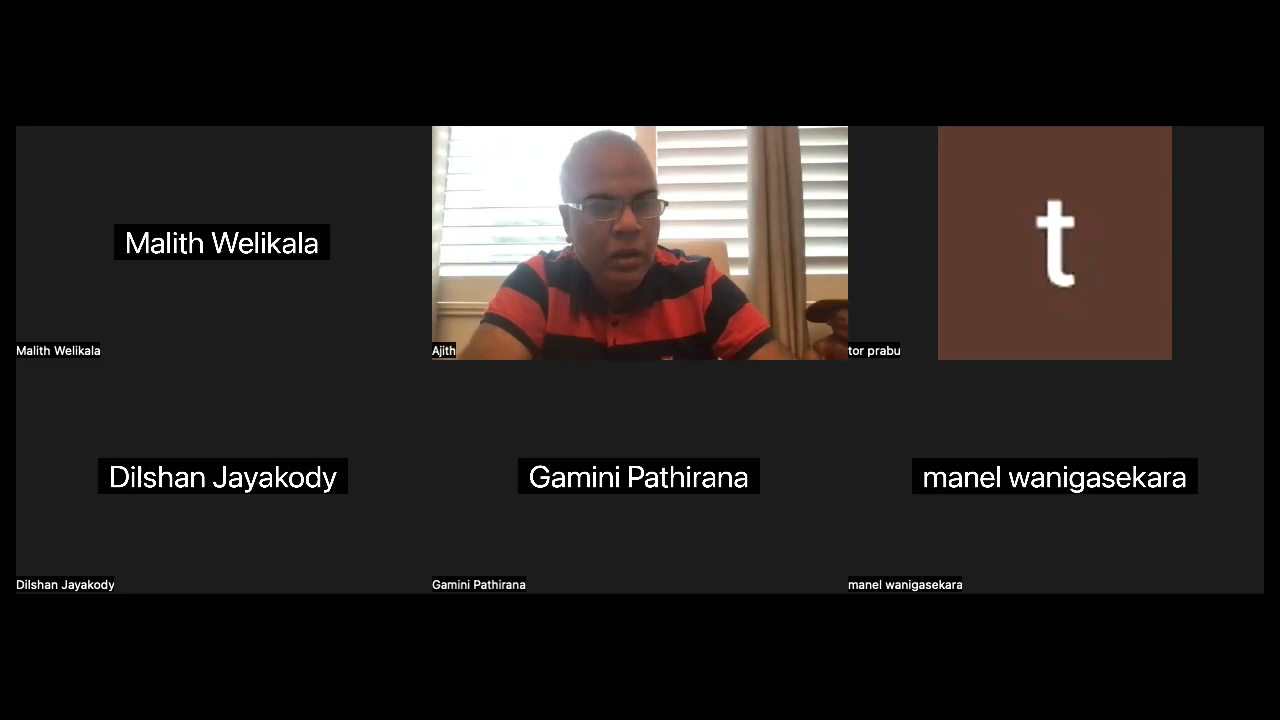 Malith Welikala
t
Malith Welikala
Ajith
tor prabu
Dilshan Jayakody
Gamini Pathirana
manel wanigasekara
Dilshan Jayakody
Gamini Pathirana
manel wanigasekara